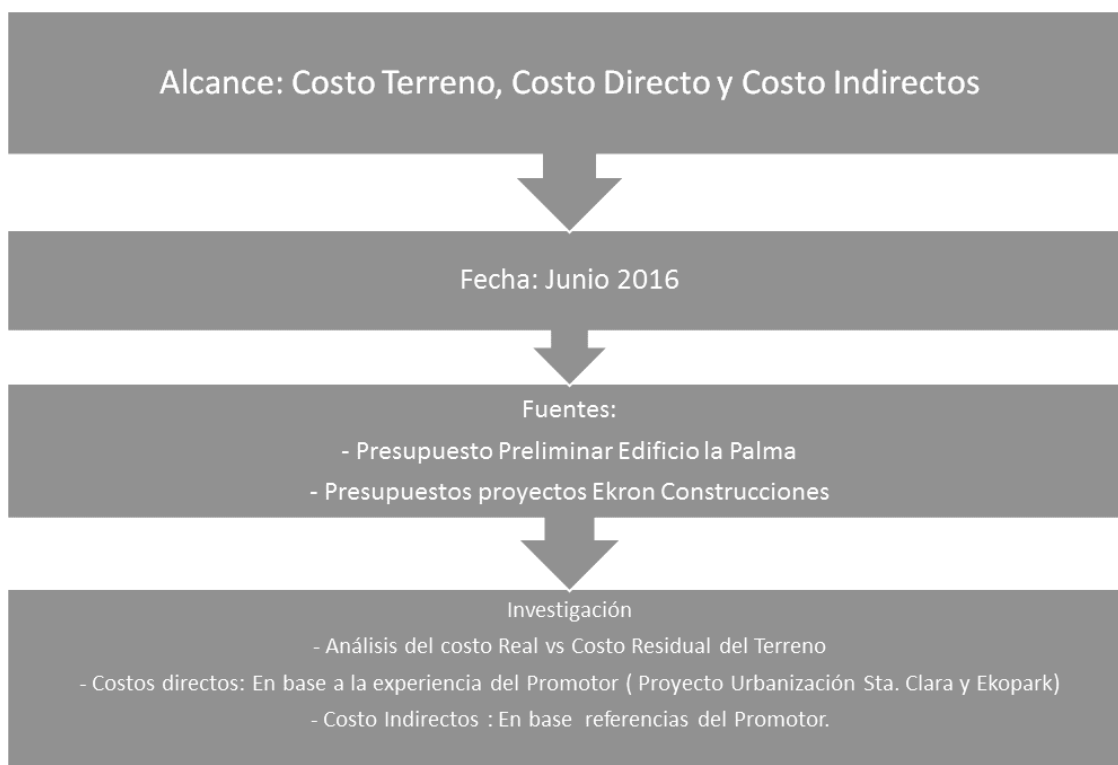 Alcance: Costo Terreno, Costo Directo y Costo Indirectos
Fecha: Junio 2016
Fuentes:
- Presupuesto Preliminar Edificio la Palma
- Presupuestos proyectos Ekron Construcciones
Investigación
- Análisis del costo Real vs Costo Residual del Terreno
- Costos directos: En base a la experiencia del Promotor ( Proyecto Urbanización Sta. Clara y Ekopark)
- Costo Indirectos : En base referencias del Promotor.